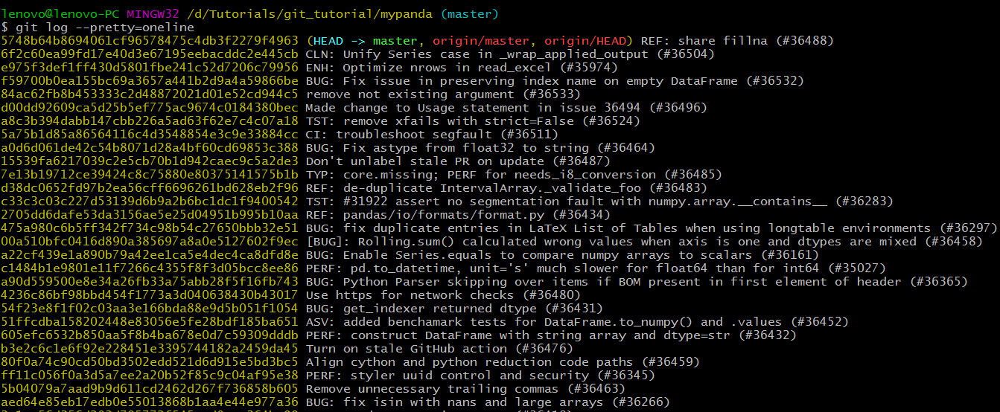 lenovo@lenovo-PC MINGW32 /d/Tutorials/git_tutorial/mypanda (master)
$ git log --pretty=oneline
5748b64b8694061cf96578475c4db3f2279f4963 (HEAD -> master, origin/master, origin/HEAD) REF: share fillna (#36488)
6f2c60ea99fd17e40d3e67195eebacddc2e445cb CLN: Unify Series case in _wrap_applied_output (#36504)
e975f3def1ff430d5801fbe241c52d7206c79956 ENH: Optimize nrows in read_excel (#35974)
f59700b0ea155bc69a3657a441b2d9a4a59866be BUG: Fix issue in preserving index name on empty DataFrame (#36532)
84ac62fb8b453333c2d48872021d01e52cd944c5 remove not existing argument (#36533)
d00dd92609ca5d25b5ef775ac9674c0184380bec Made change to Usage statement in issue 36494 (#36496)
a8c3b394dabb147cbb226a5ad63f62e7c4c07a18 TST: remove xfails with strict=False (#36524)
5a75b1d85a86564116c4d3548854e3c9e33884cc CI: troubleshoot segfault (#36511)
a0d6d061de42c54b8071d28a4bf60cd69853c388 BUG: Fix astype from float32 to string (#36464)
15539fa6217039c2e5cb70b1d942caec9c5a2de3 Don't unlabel stale PR on update (#36487)
7e13b19712ce39424c8c75880e80375141575b1b TYP: core.missing; PERF for needs_i8_conversion (#36485)
d38dc0652fd97b2ea56cff6696261bd628eb2f96 REF: de-duplicate IntervalArray._validate_foo (#36483)
c33c3c03c227d53139d6b9a2b6bc1dc1f9400542 TST: #31922 assert no segmentation fault with numpy.array.__contains__ (#36283)
2705dd6dafe53da3156ae5e25d04951b995b10aa REF: pandas/io/formats/format.py (#36434)
475a980c6b5ff342f734c98b54c27650bbb32e51 BUG: fix duplicate entries in LaTeX List of Tables when using longtable environments (#36297)
00a510bfc0416d890a385697a8a0e5127602f9ec [BUG]: Rolling.sum() calculated wrong values when axis is one and dtypes are mixed (#36458)
a22cf439e1a890b79a42ee1ca5e4dec4ca8dfd8e BUG: Enable Series.equals to compare numpy arrays to scalars (#36161)
c1484b1e9801e11f7266c4355f8f3d05bcc8ee86 PERF: pd.to_datetime, unit='s' much slower for float64 than for int64 (#35027)
a90d559500e8e34a26fb33a75abb28f5f16fb743 BUG: Python Parser skipping over items if BOM present in first element of header (#36365)
4236c86bf98bbd454f1773a3d040638430b43017 Use https for network checks (#36480)
54f23e8f1f02c03aa3e166bda88e9d5b051f1054 BUG: get_indexer returned dtype (#36431)
51ffcdba158202448e83056e5fe28bdf185ba651 ASV: added benchamark tests for DataFrame.to_numpy() and .values (#36452)
605efc6532b850aa5f8b4ba678e0d7c59309dddb PERF: construct DataFrame with string array and dtype=str (#36432)
b3e2c6c1e6f92e228451e3395744182a2459da45 Turn on stale GitHub action (#36476)
80f0a74c90cd50bd3502edd521d6d915e5bd3bc5 Align cython and python reduction code paths (#36459)
ff11c056f0a3d5a7ee2a20b52f85c9c04af95e38 PERF: styler uuid control and security (#36345)
5b04079a7aad9b9d611cd2462d267f736858b605 Remove unnecessary trailing commas (#36463)
aed64e85eb17edb0e55013868b1aa4e44e977a36 BUG: fix isin with nans and large arrays (#36266)